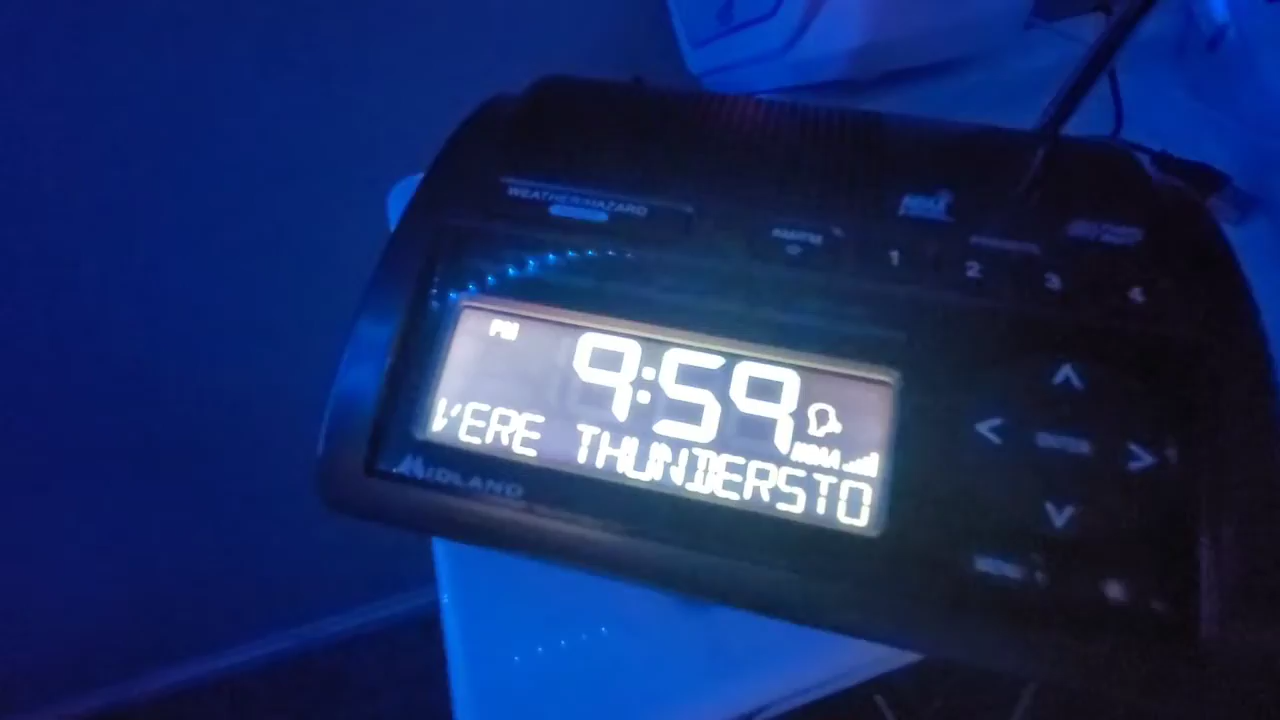 WEATHER/HAZARD
1
2
3
4
PM
9:59
NOAA
VERE THUNDERSTO
MIDLAND